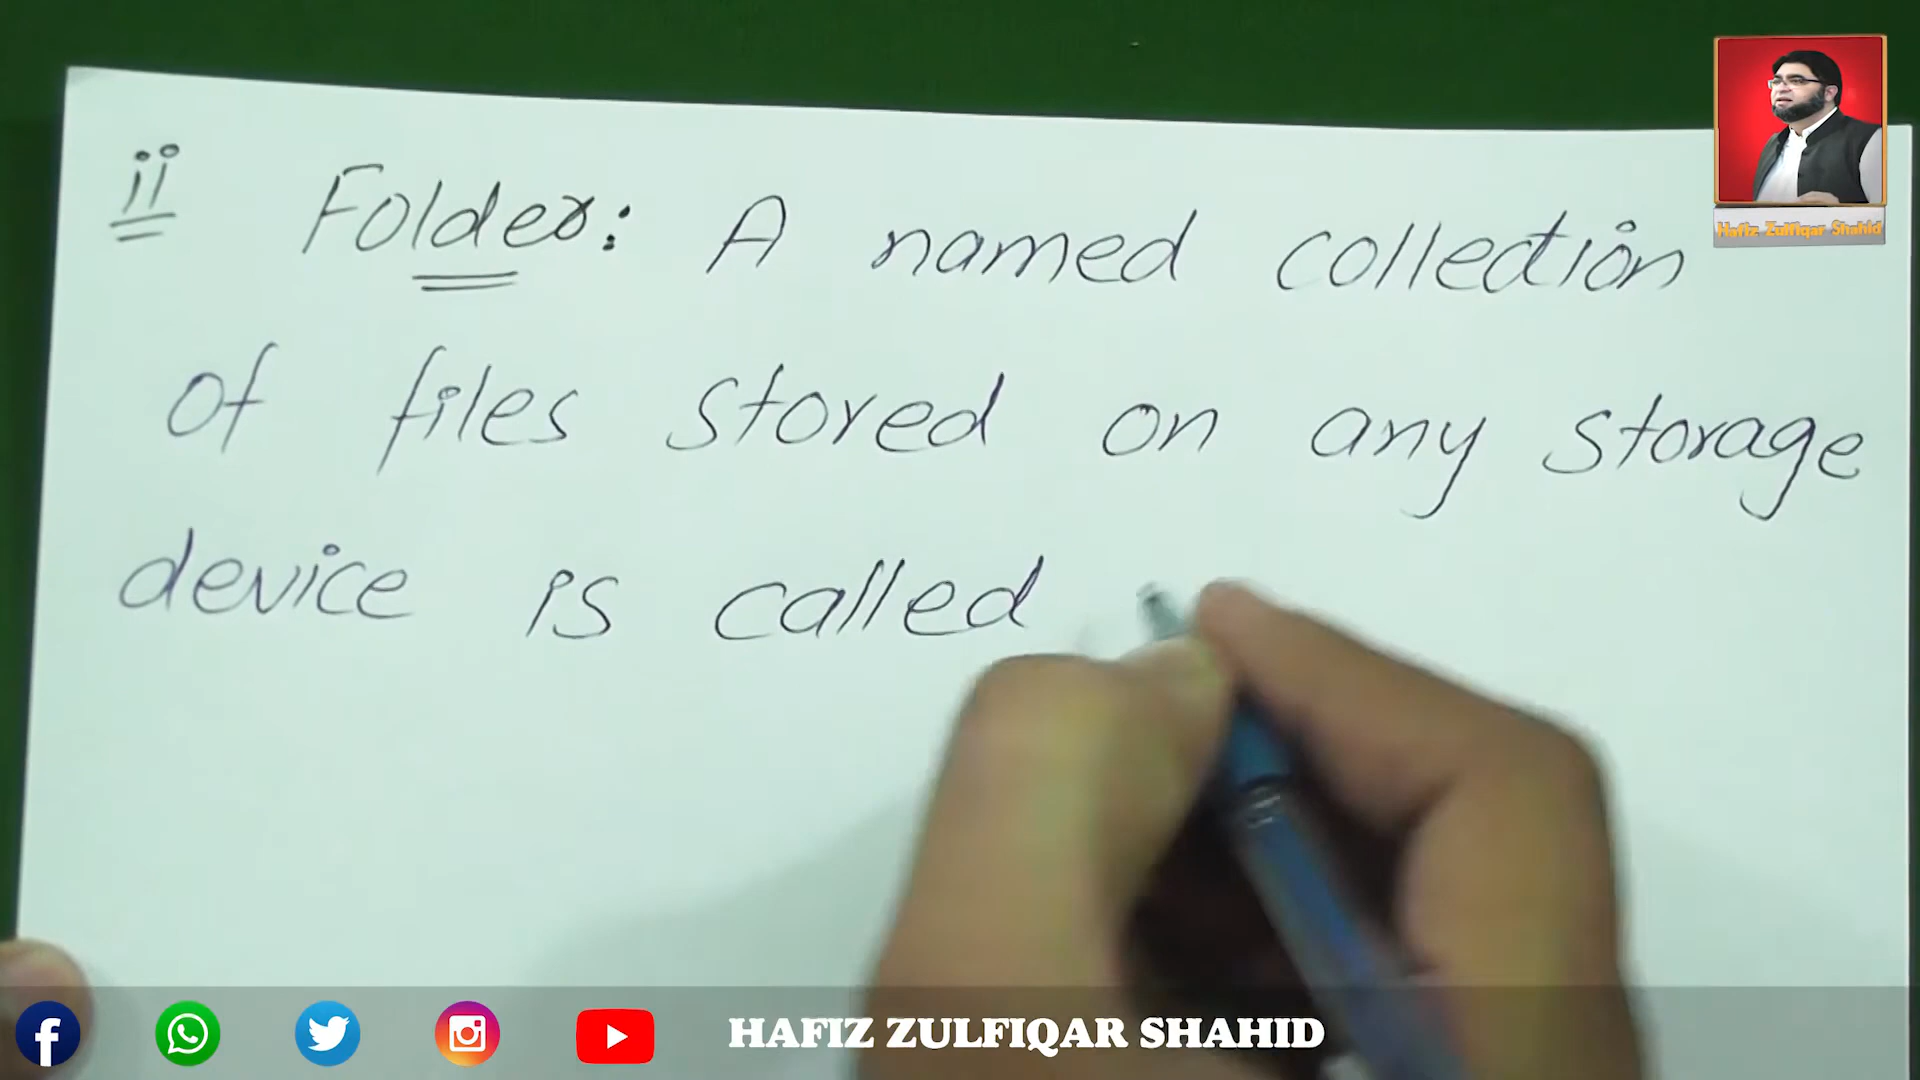 ii Folder: A named collection
of files stored on any storage
device is called
Hafiz Zulfiqar Shahid
HAFIZ ZULFIQAR SHAHID